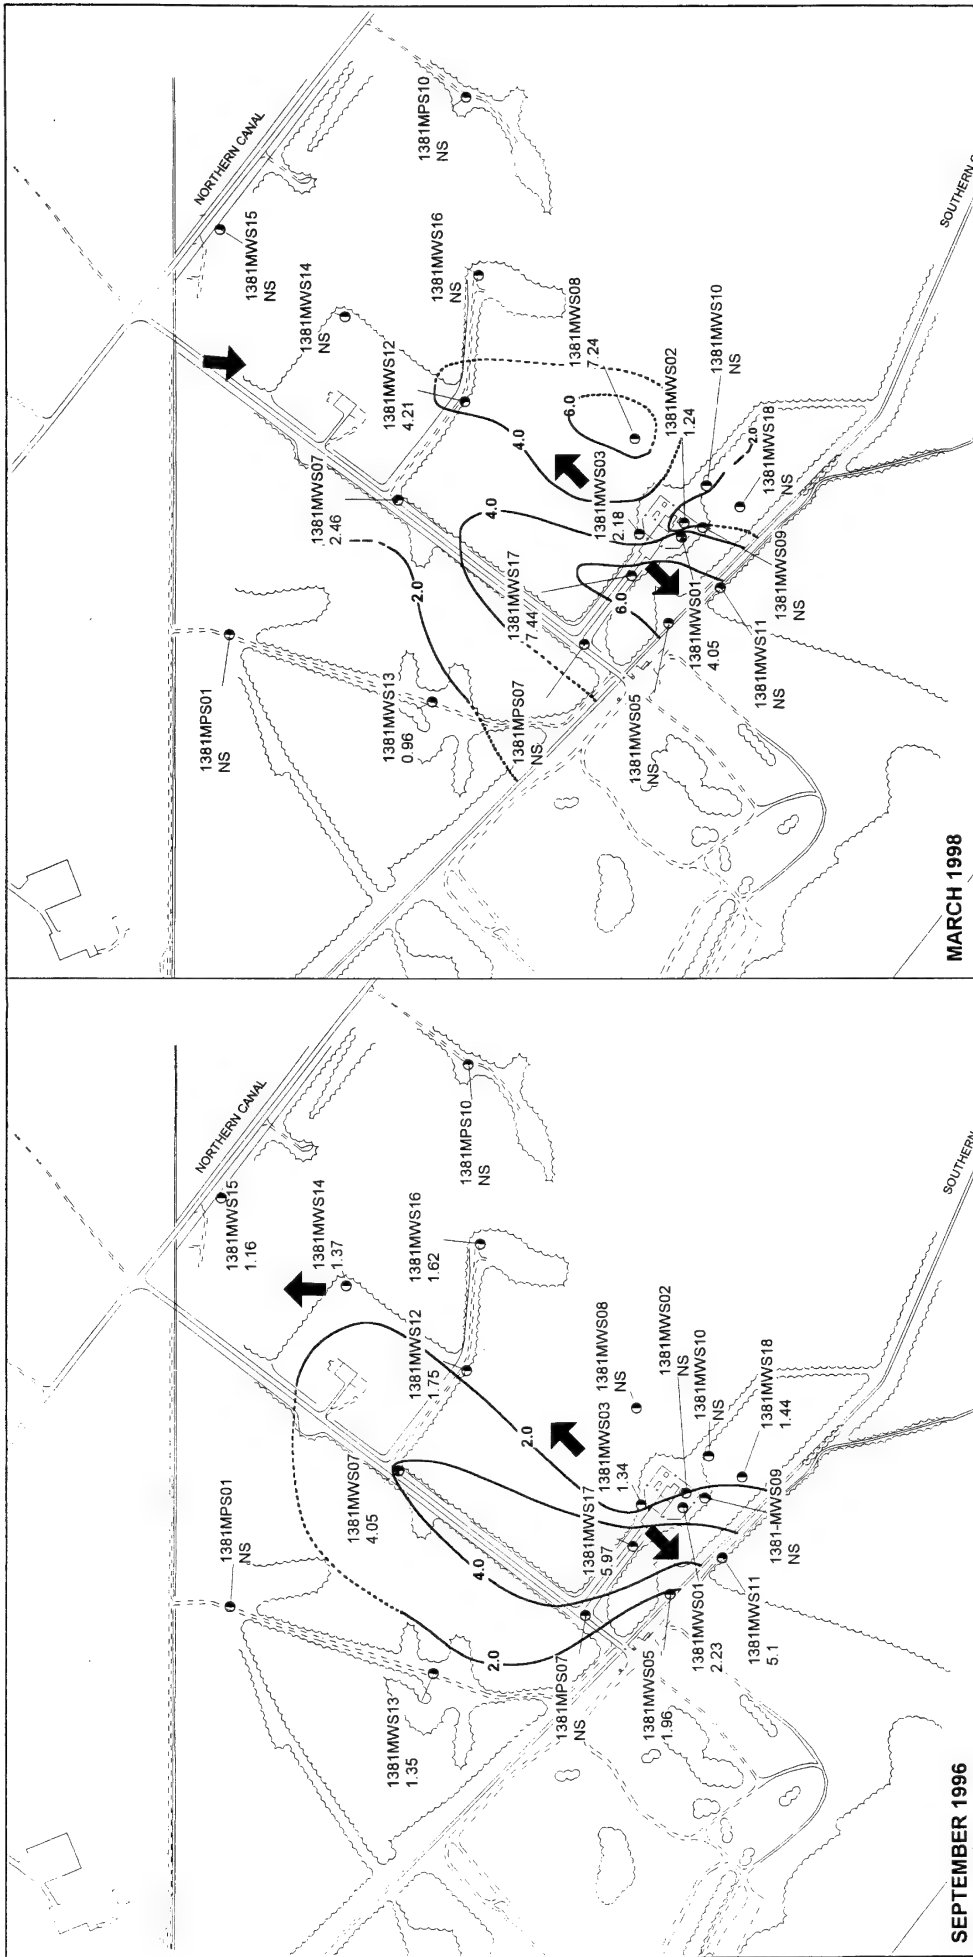 NORTHERN CANAL
1381MWS15
1.16
1381MWS14
1.37
1381MPS01
NS
1381MPS10
NS
1381MWS16
1.62
1381MWS12
1.75
1381MWS07
4.05
1381MWS13
1.35
2.0
4.0
2.0
1381MWS08
NS
1381MWS02
NS
1381MWS03
1.34
1381MWS10
NS
1381MWS17
5.97
1381MWS18
1.44
1381MPS07
NS
1381MWS05
1.96
1381MWS01
2.23
1381MWS11
5.1
1381-MWS09
NS
SOUTHERN
SEPTEMBER 1996
NORTHERN CANAL
1381MWS15
NS
1381MWS14
NS
1381MPS01
NS
1381MPS10
NS
1381MWS16
NS
1381MWS12
4.21
1381MWS07
2.46
1381MWS13
0.96
2.0
4.0
4.0
6.0
6.0
2.0
1381MWS08
7.24
1381MWS02
1.24
1381MWS03
2.18
1381MWS10
NS
1381MWS17
7.44
1381MWS18
NS
1381MPS07
NS
1381MWS05
NS
1381MWS01
4.05
1381MWS11
NS
1381MWS09
NS
MARCH 1998